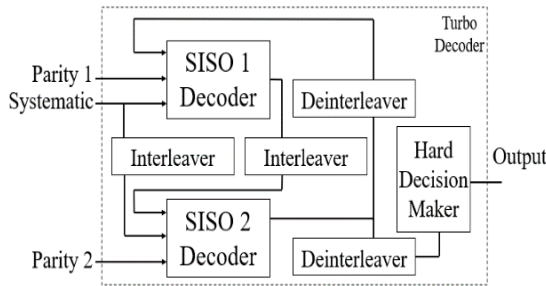 Turbo
Decoder
SISO 1
Decoder
Parity 1
Systematic
Deinterleaver
Interleaver
Interleaver
Hard
Decision
Maker
Output
SISO 2
Decoder
Parity 2
Deinterleaver